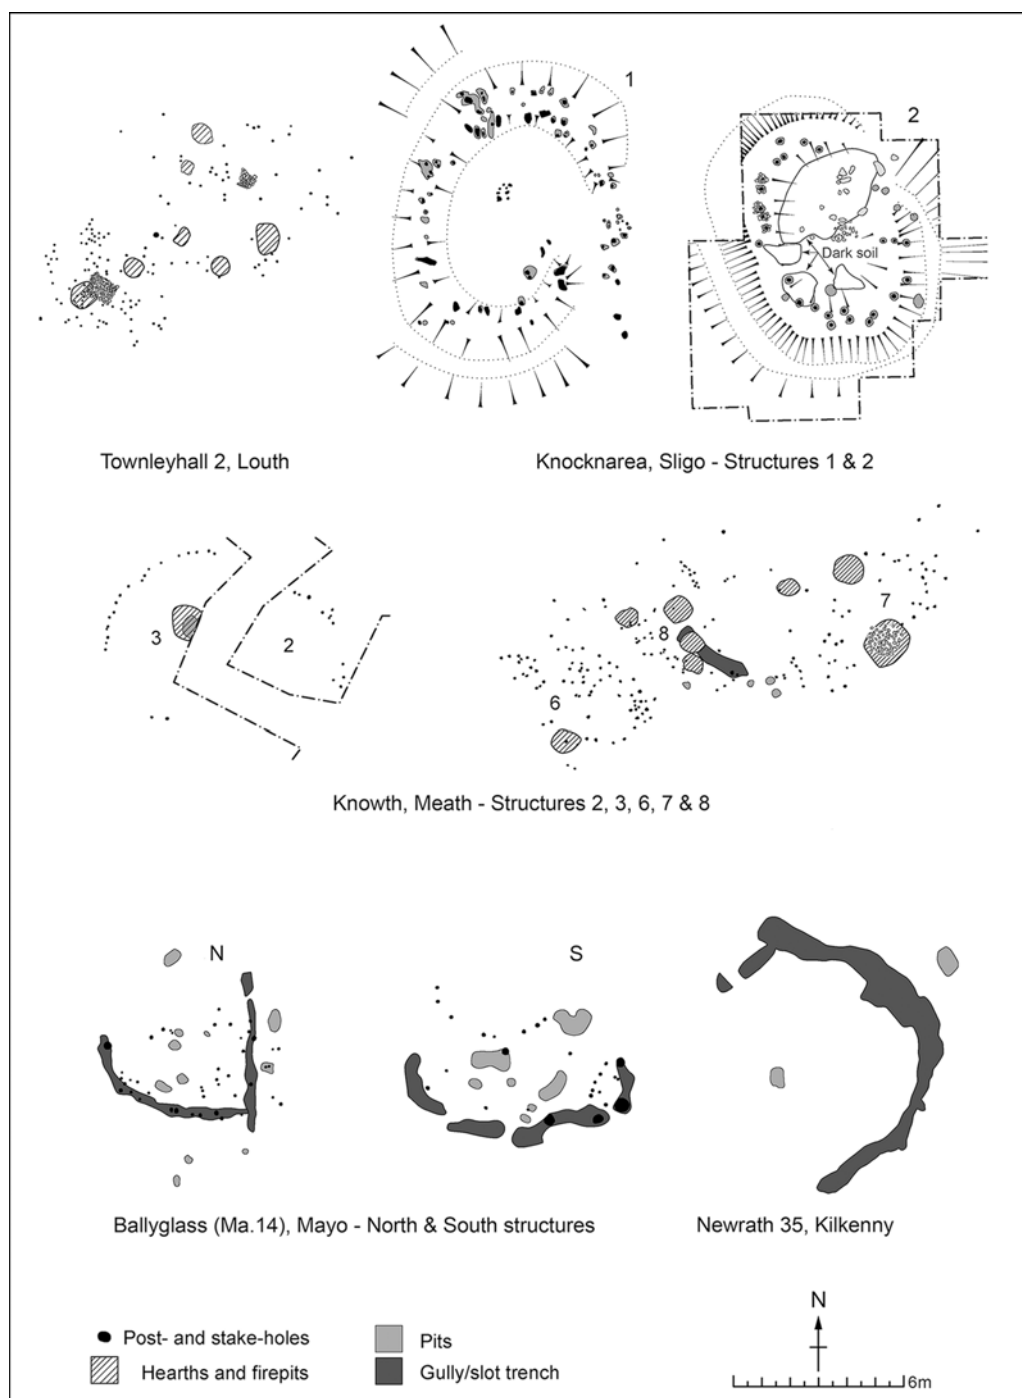 1
2
Dark soil
Townleyhall 2, Louth
Knocknarea, Sligo - Structures 1 & 2
3
2
8
7
6
Knowth, Meath - Structures 2, 3, 6, 7 & 8
N
S
Ballyglass (Ma.14), Mayo - North & South structures
Newrath 35, Kilkenny
Post- and stake-holes
Pits
Hearths and firepits
Gully/slot trench
N
6m